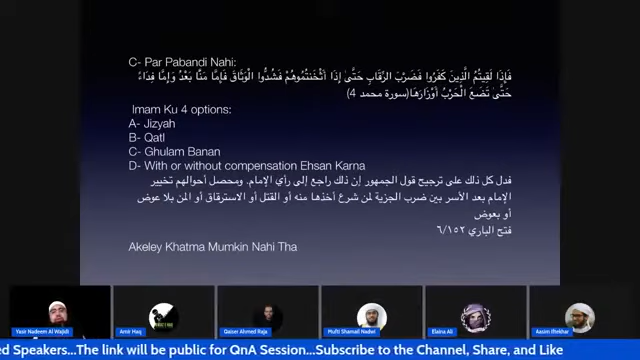 C- Par Pabandi Nahi:
فَإِذَا لَقِيتُمُ الَّذِينَ كَفَرُوا فَضَرْبَ الرِّقَابِ حَتَّىٰ إِذَا أَثْخَنْتُمُوهُمْ فَشُدُّوا الْوَثَاقَ فَإِمَّا مَنًّا بَعْدُ وَإِمَّا فِدَاءً
حَتَّىٰ تَضَعَ الْحَرْبُ أَوْزَارَهَا(سورة محمد 4)
Imam Ku 4 options:
A- Jizyah
B- Qatl
C- Ghulam Banan
D- With or without compensation Ehsan Karna
فدل كل ذلك على ترجيح قول الجمهور إن ذلك راجع إلى رأي الإمام. ومحصل أحوالهم تخيير
الإمام بعد الأسر بين ضرب الجزية لمن شرع أخذها منه أو القتل أو الاسترقاق أو المن بلا عوض
أو بعوض
فتح الباري ٦/١٥٢
Akeley Khatma Mumkin Nahi Tha
Yasir Nadeem Al Wajidi
Amir Haq
Qaiser Ahmed Raja
Mufti Shamail Nadwi
Elaina Ali
Aasim Iftekhar
ed Speakers...The link will be public for QnA Session...Subscribe to the Channel, Share, and Like